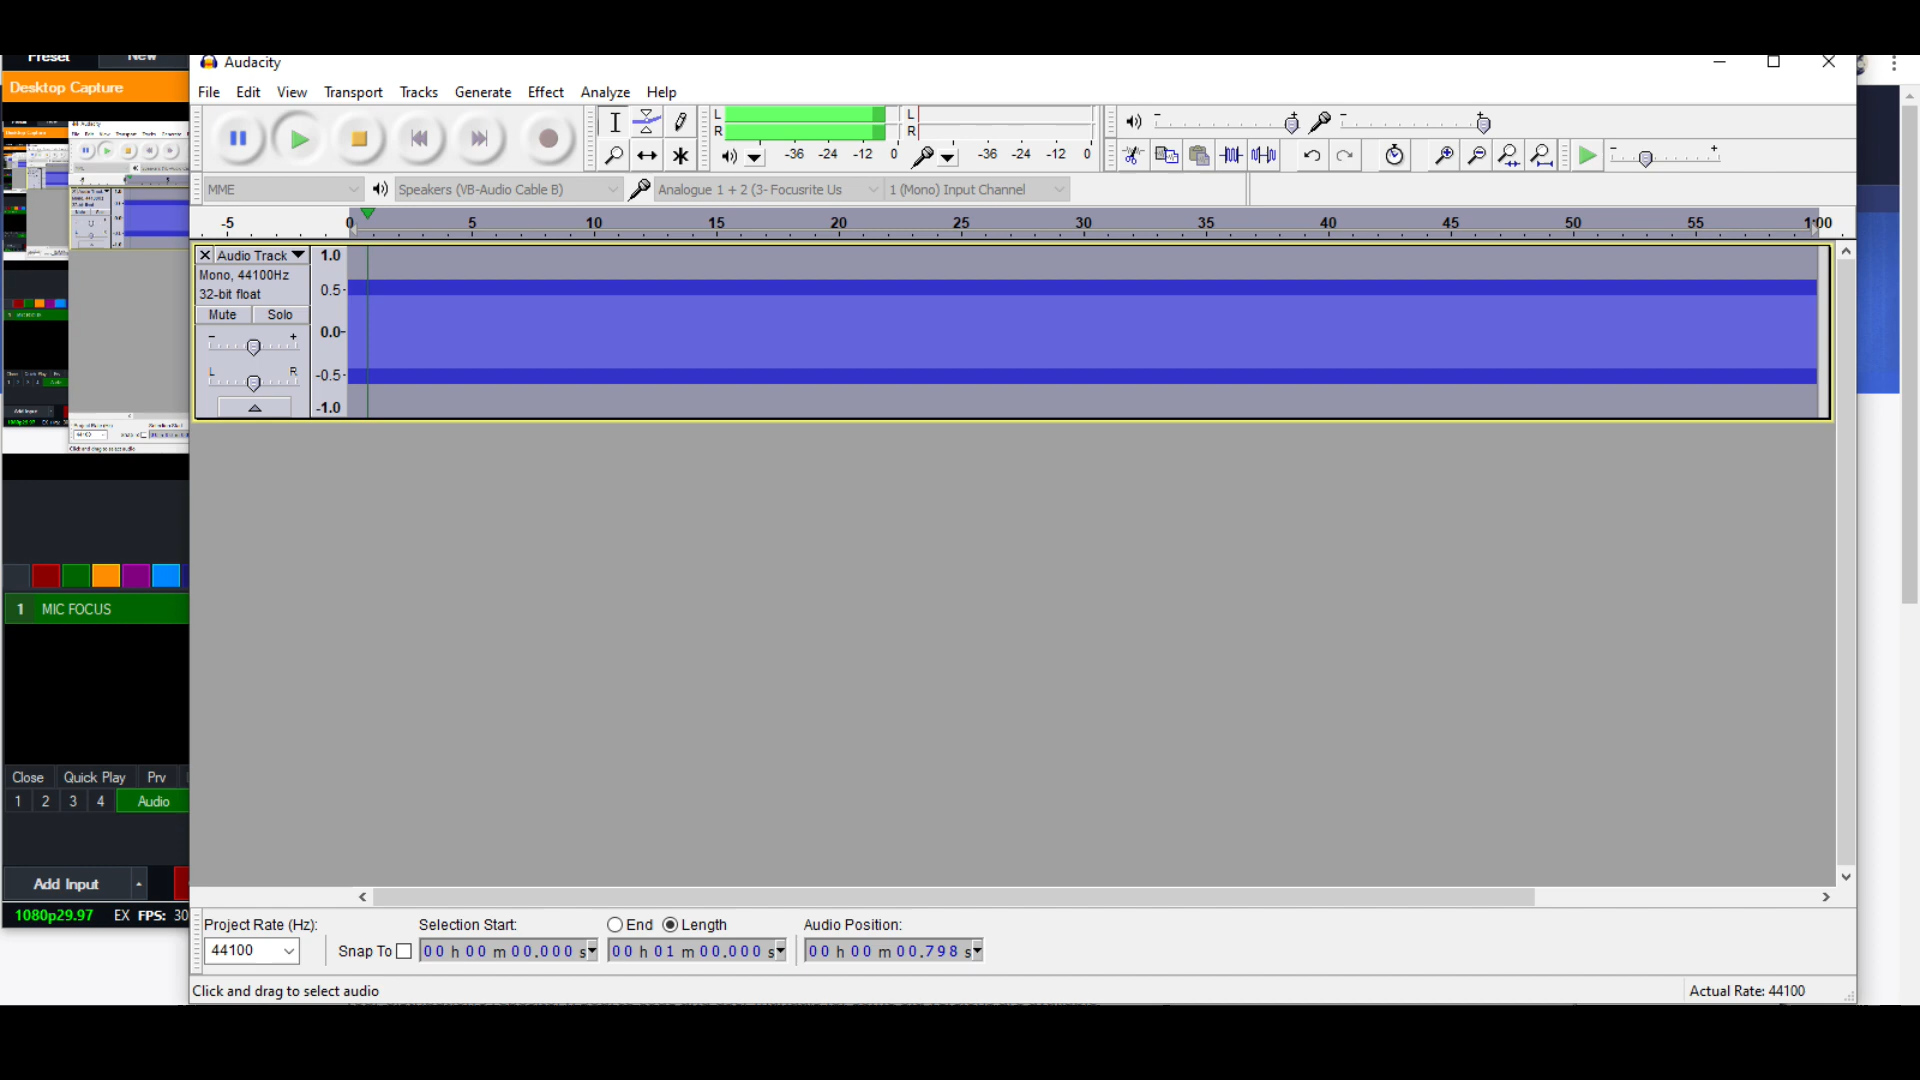 Preset New
Desktop Capture
Audacity
File Edit View Transport Tracks Generate Effect Analyze Help
L
R
-36 -24 -12 0
L
R
-36 -24 -12 0
MME
Speakers (VB-Audio Cable B)
Analogue 1 + 2 (3- Focusrite Us
1 (Mono) Input Channel
-5 0 5 10 15 20 25 30 35 40 45 50 55 1:00
Audio Track
Mono, 44100Hz
32-bit float
Mute Solo
- +
L R
1.0
0.5-
0.0-
-0.5-
-1.0
1 MIC FOCUS
Close Quick Play Prv
1 2 3 4 Audio
Add Input
1080p29.97 EX FPS: 30
Project Rate (Hz):
44100
Snap To
Selection Start:
00 h 00 m 00.000 s
End Length
00 h 01 m 00.000 s
Audio Position:
00 h 00 m 00.798 s
Click and drag to select audio
Actual Rate: 44100